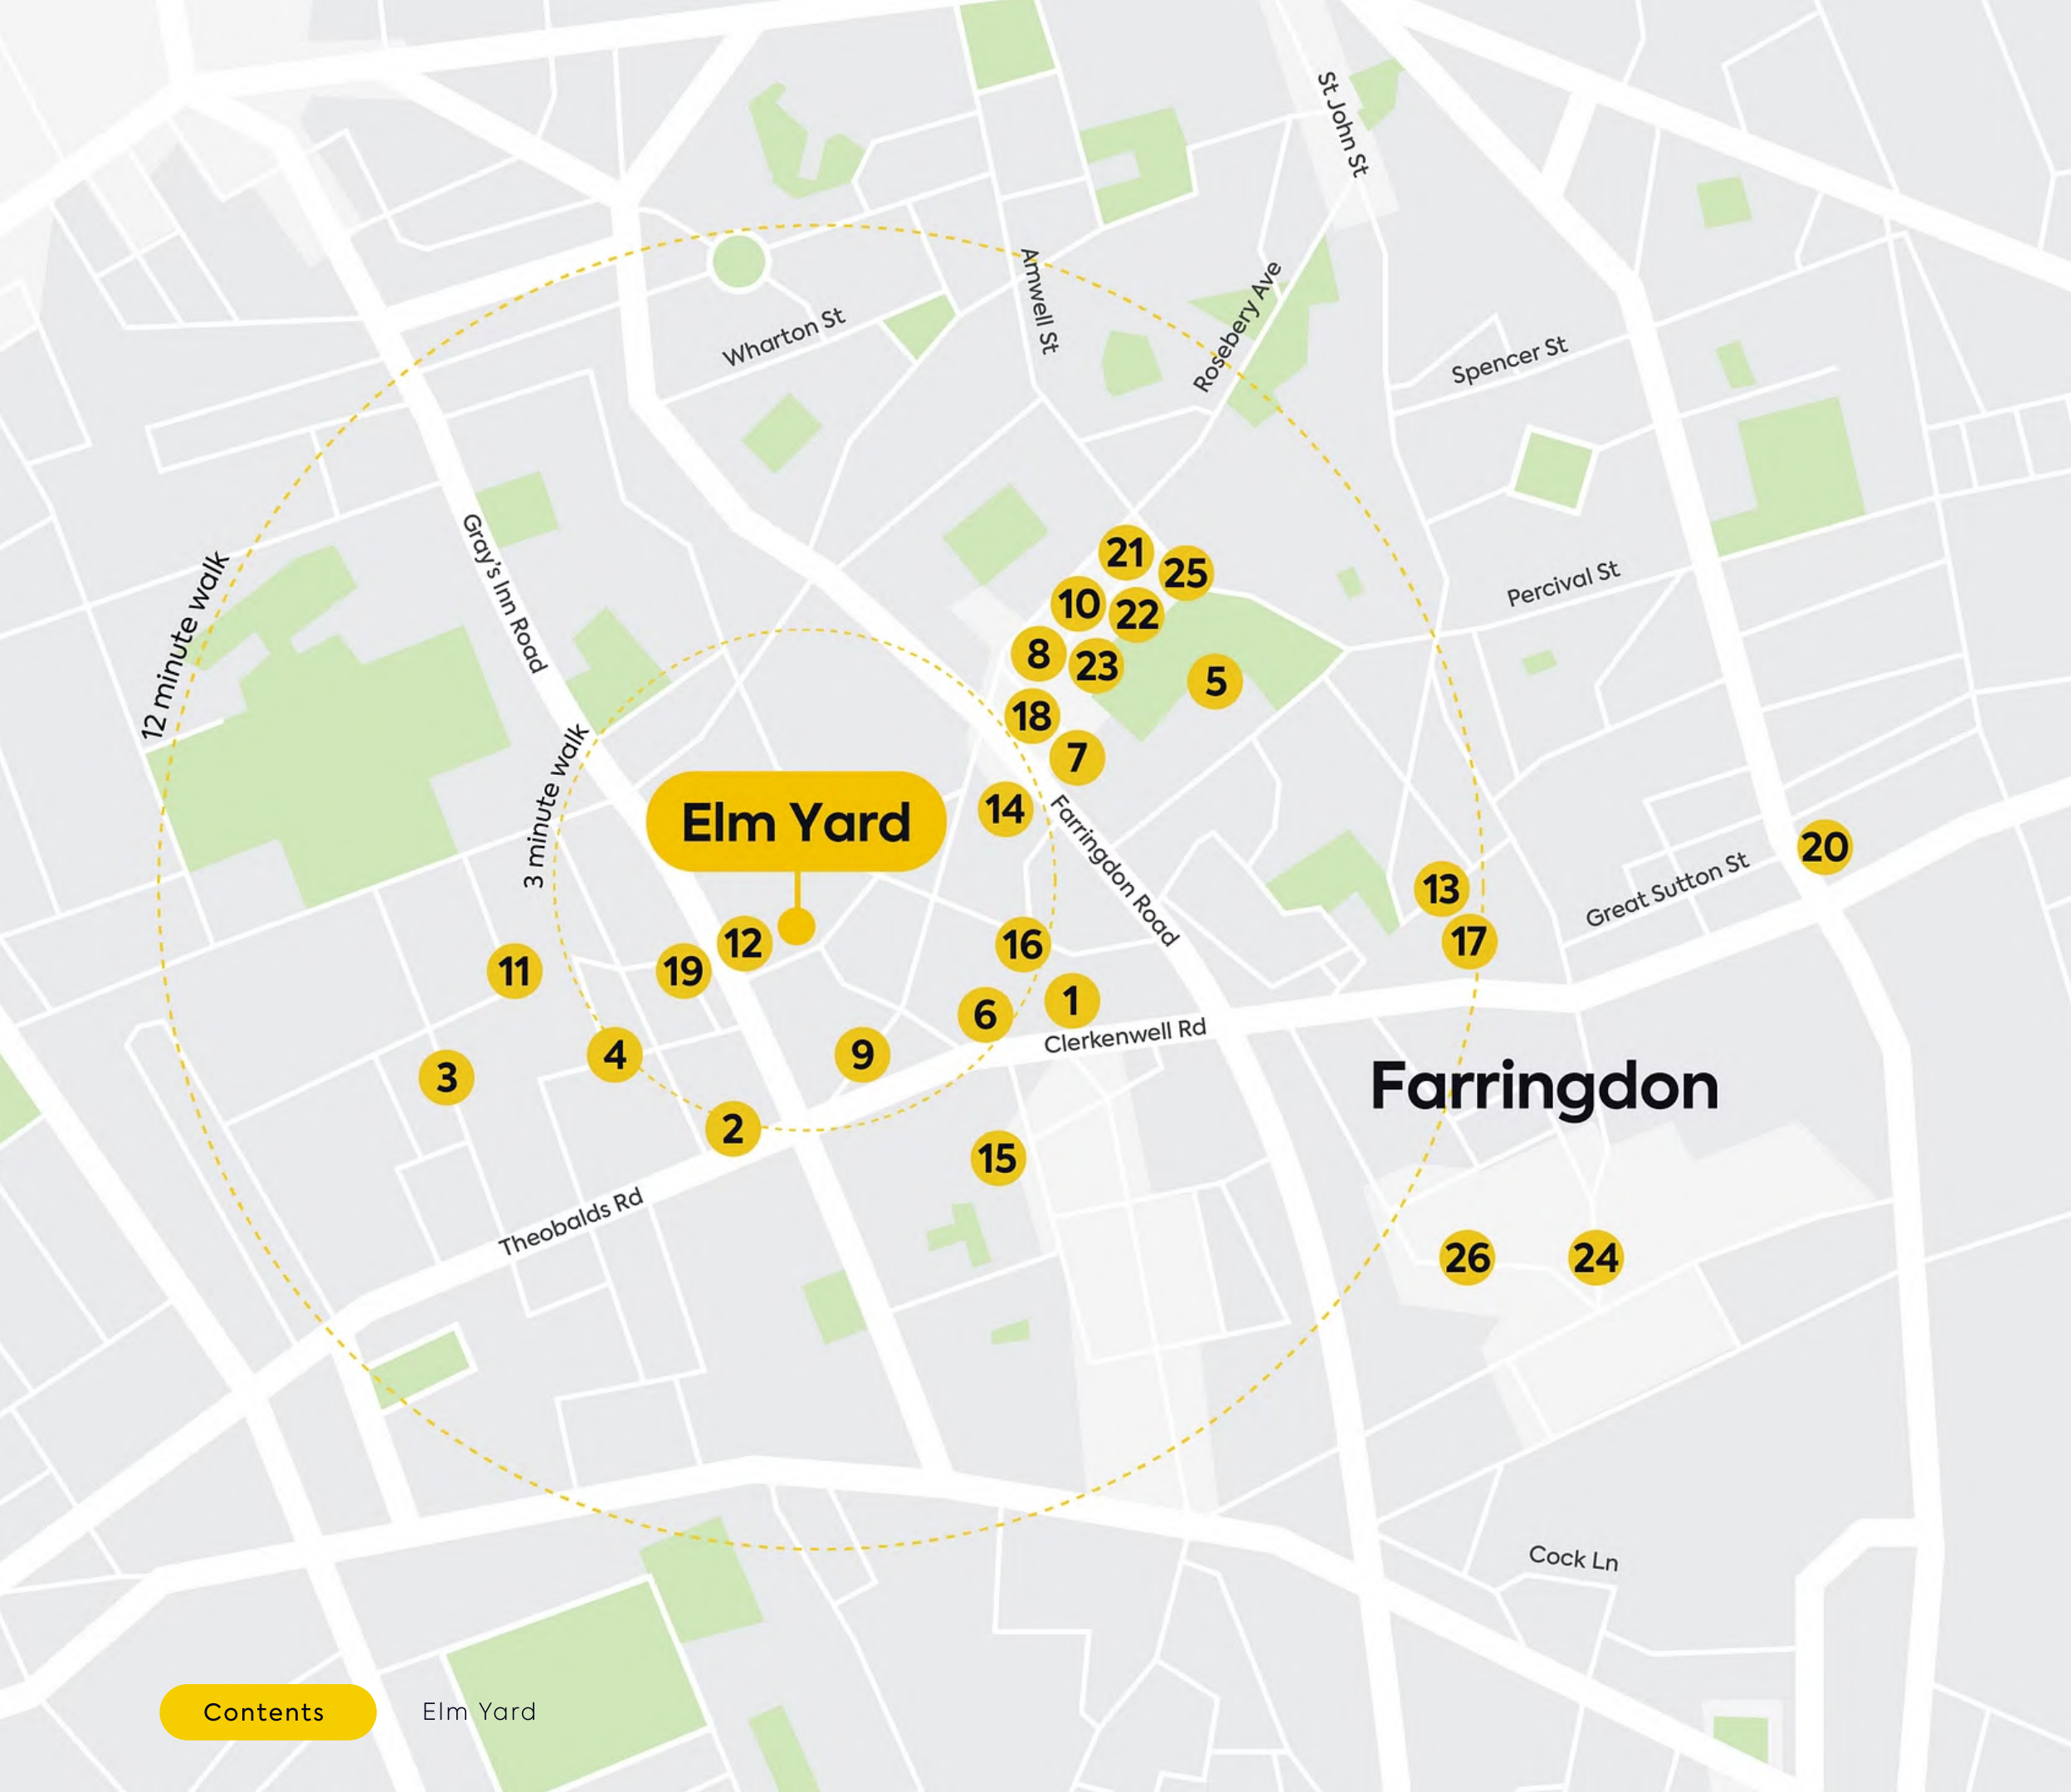 St John St
Amwell St
Rosebery Ave
Wharton St
Spencer St
Gray's Inn Road
12 minute walk
21
25
Percival St
10
22
8
23
5
18
7
3 minute walk
Elm Yard
14
Farringdon Road
20
13
Great Sutton St
12
16
17
11
19
1
6
Clerkenwell Rd
4
9
3
Farringdon
2
15
Theobalds Rd
26
24
Cock Ln
Contents
Elm Yard